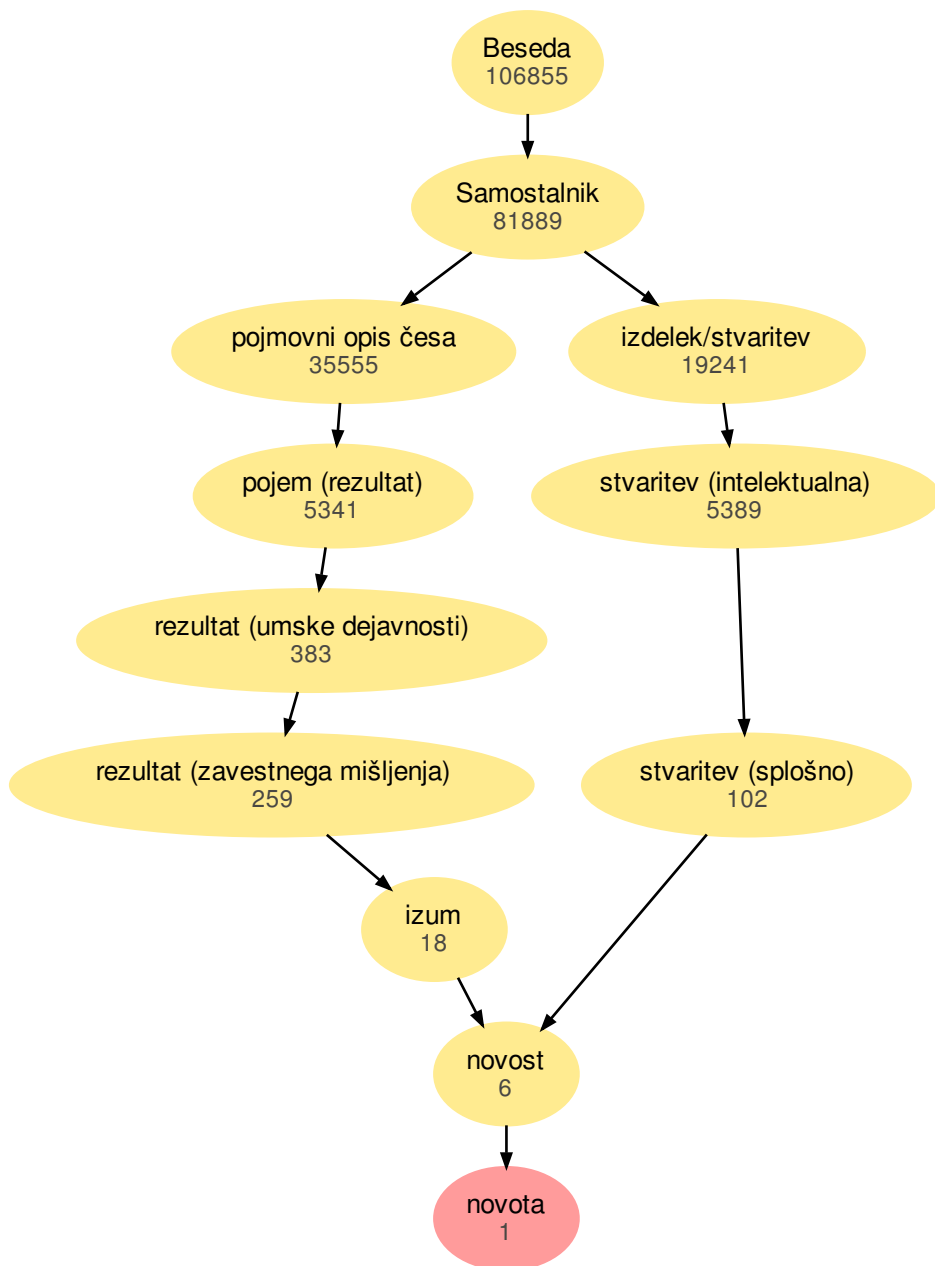 Beseda
106855
Samostalnik
81889
pojmovni opis česa
35555
izdelek/stvaritev
19241
pojem (rezultat)
5341
stvaritev (intelektualna)
5389
rezultat (umske dejavnosti)
383
rezultat (zavestnega mišljenja)
259
stvaritev (splošno)
102
izum
18
novost
6
novota
1